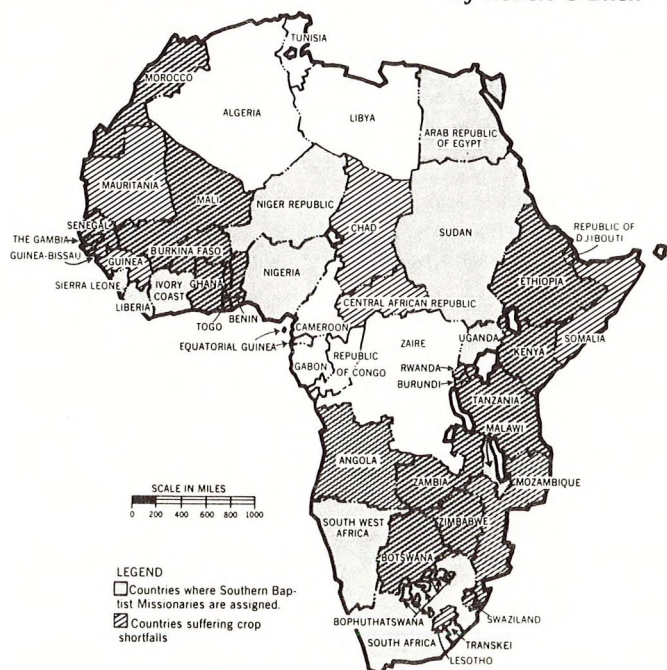 TUNISIA
MOROCCO
ALGERIA
LIBYA
ARAB REPUBLIC
OF EGYPT
MAURITANIA
MALI
NIGER REPUBLIC
CHAD
SUDAN
REPUBLIC OF
DJIBOUTI
SENEGAL
THE GAMBIA
GUINEA-BISSAU
GUINEA
BURKINA FASO
NIGERIA
ETHIOPIA
SIERRA LEONE
IVORY
COAST
GHANA
CENTRAL AFRICAN REPUBLIC
LIBERIA
TOGO
BENIN
CAMEROON
EQUATORIAL GUINEA
ZAIRE
UGANDA
SOMALIA
GABON
REPUBLIC
OF CONGO
KENYA
RWANDA
BURUNDI
TANZANIA
MALAWI
ANGOLA
ZAMBIA
MOZAMBIQUE
SCALE IN MILES
0 200 400 600 800 1000
SOUTH WEST
AFRICA
ZIMBABWE
BOTSWANA
LEGEND
Countries where Southern Bap-
tist Missionaries are assigned.
Countries suffering crop
shortfalls
BOPHUTHATSWANA
SWAZILAND
SOUTH AFRICA
TRANSKEI
LESOTHO